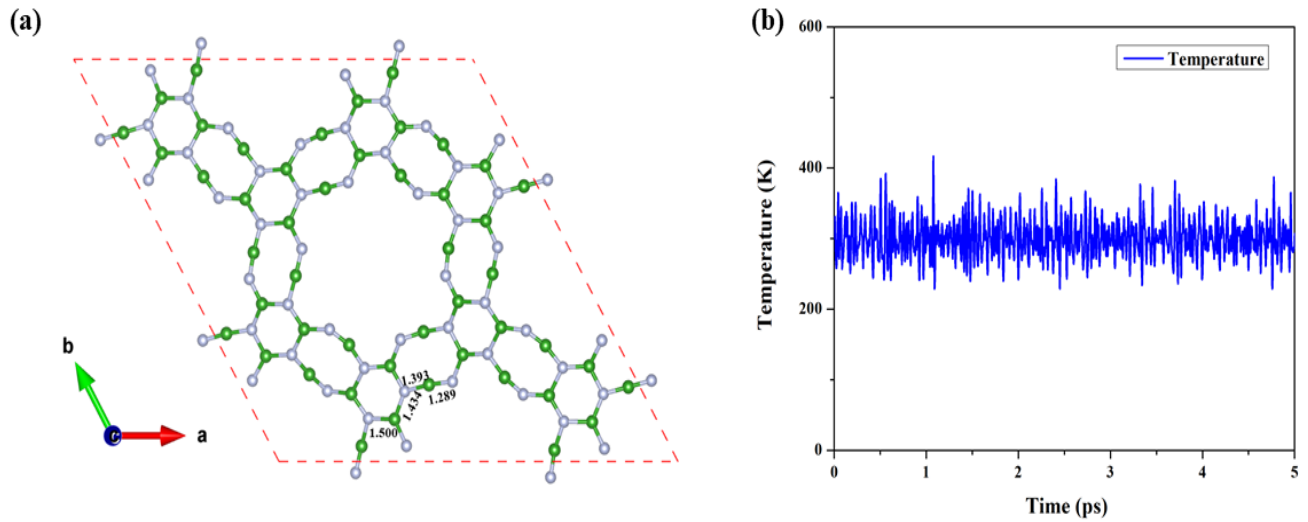 (a)
b
a
c
1.393
1.289
1.434
1.500
(b)
Temperature
Temperature (K)
600
400
200
0
0 1 2 3 4 5
Time (ps)